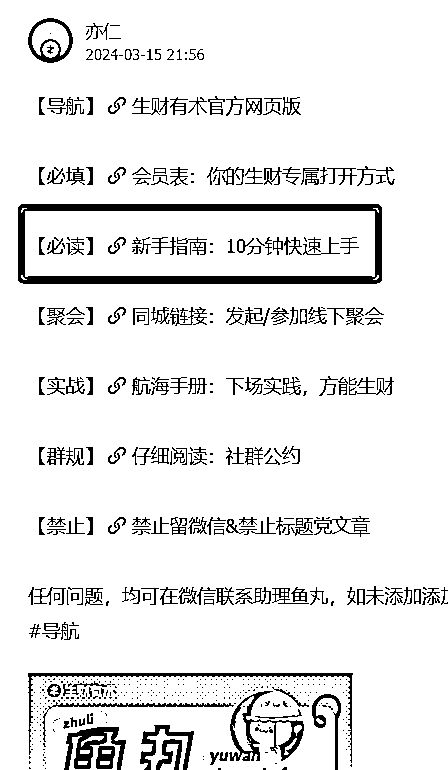 亦仁
2024-03-15 21:56
【导航】生财有术官方网页版
【必填】会员表：你的生财专属打开方式
【必读】新手指南：10分钟快速上手
【聚会】同城链接：发起/参加线下聚会
【实战】航海手册：下场实践，方能生财
【群规】仔细阅读：社群公约
【禁止】禁止留微信&禁止标题党文章
任何问题，均可在微信联系助理鱼丸，如未添加添加
#导航
生财有术
zhuli
yuwan